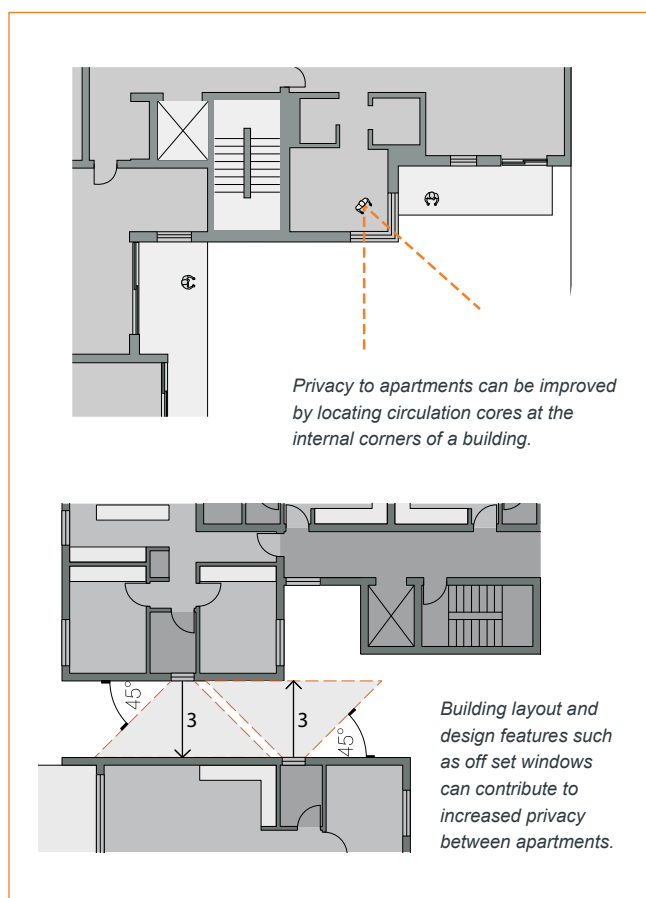 Privacy to apartments can be improved
by locating circulation cores at the
internal corners of a building.
45°
3
3
45°
Building layout and
design features such
as off set windows
can contribute to
increased privacy
between apartments.